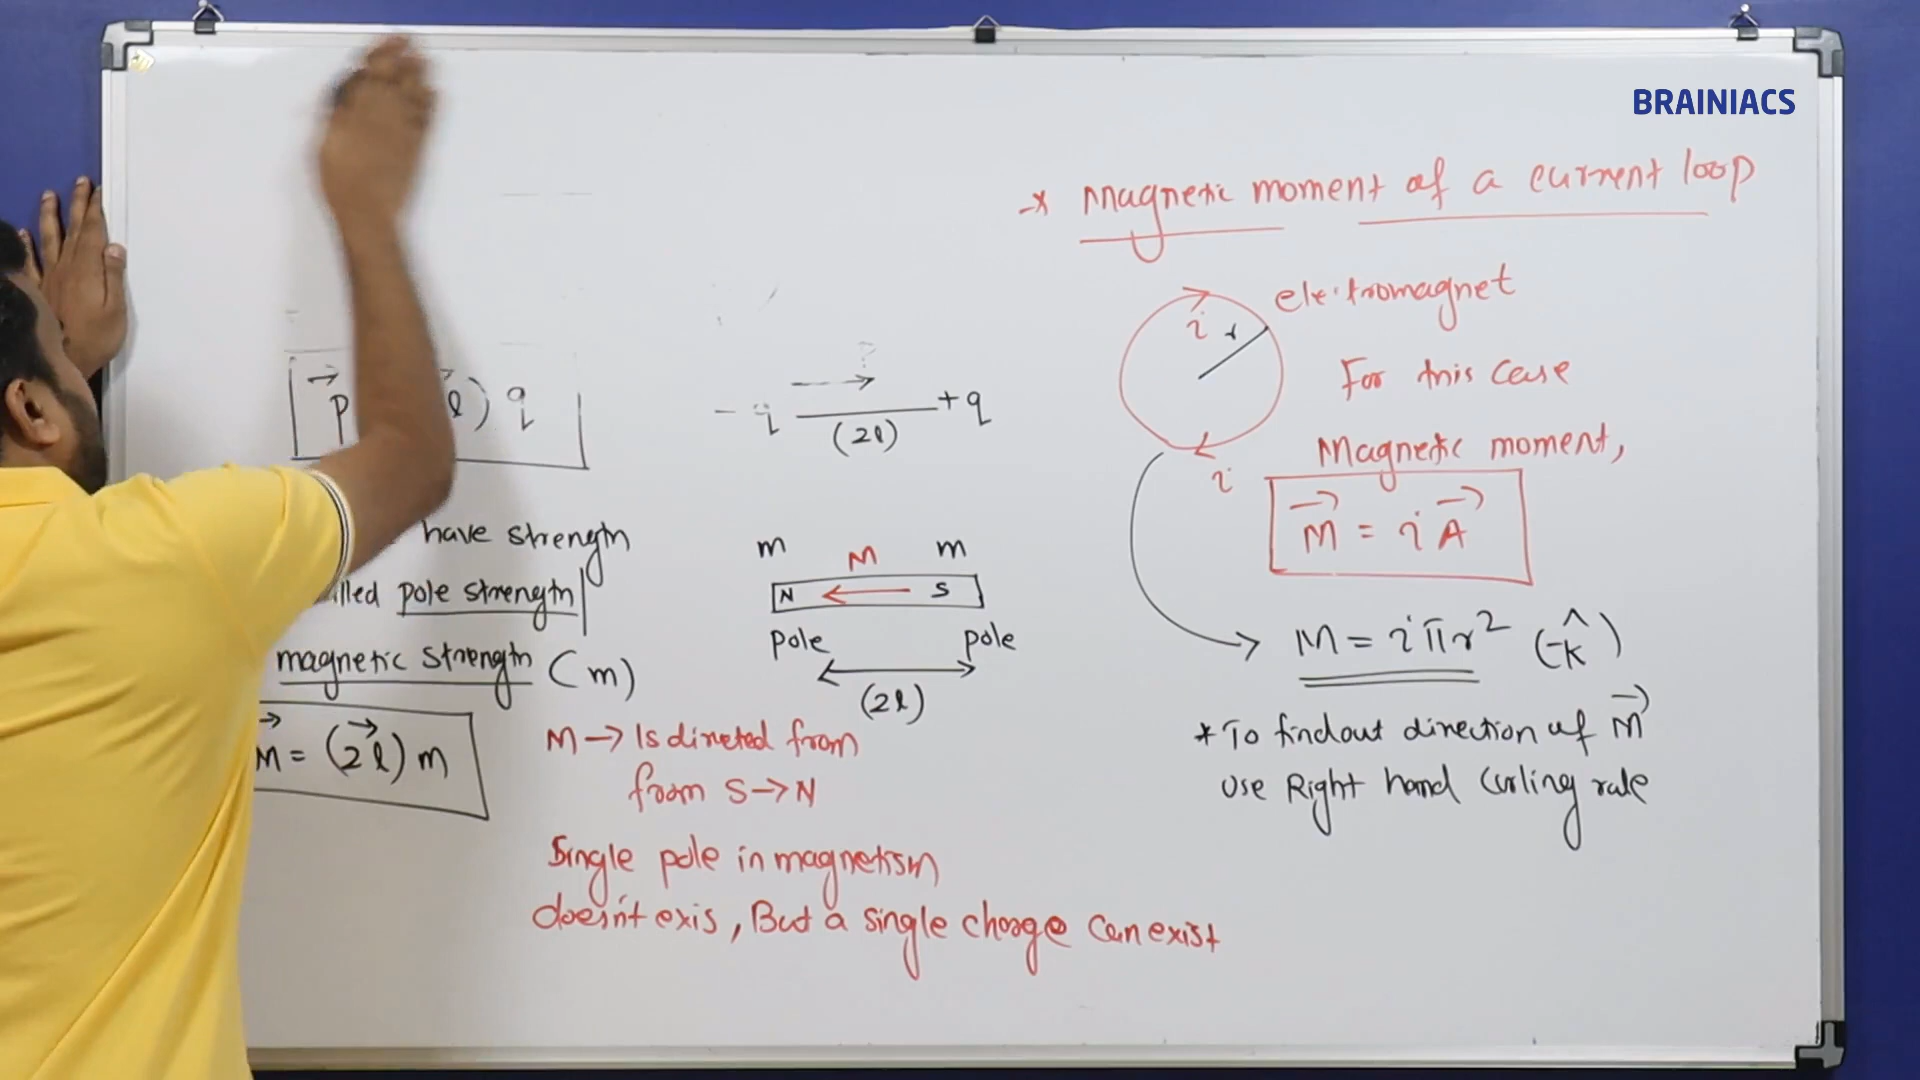 BRAINIACS
Magnetic moment of a current loop
electromagnet
i r
For this case
i
Magnetic moment,
M = i A
M = i π r² (-k̂)
* To findout direction of M
use Right hand Curling rule
p l) q
- q +q
(2l)
have strength
lled pole strength
magnetic strength (m)
M = (2l) m
m M m
N S
pole pole
(2l)
M → Is directed from
from S → N
Single pole in magnetism
doesn't exis, But a single charge can exist